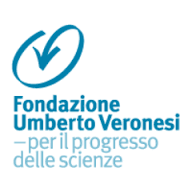 Fondazione
Umberto Veronesi
–per il progresso
delle scienze